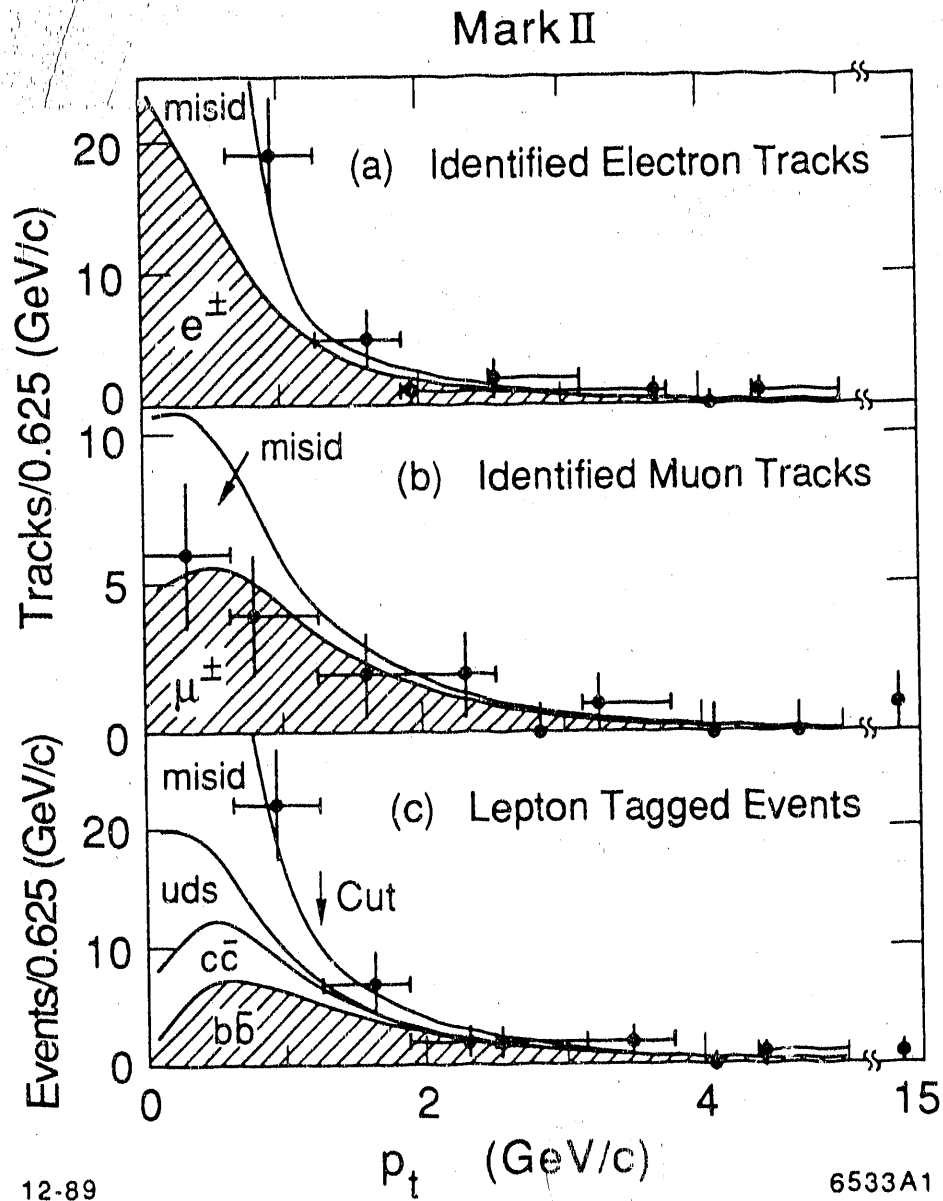 Mark II
Tracks/0.625 (GeV/c)
20
10
0
misid
(a) Identified Electron Tracks
e±
10
5
0
misid
(b) Identified Muon Tracks
μ±
Events/0.625 (GeV/c)
20
10
0
misid
(c) Lepton Tagged Events
uds
Cut
cc̄
bb̄
0 2 4 15
pt (GeV/c)
12-89 6533A1